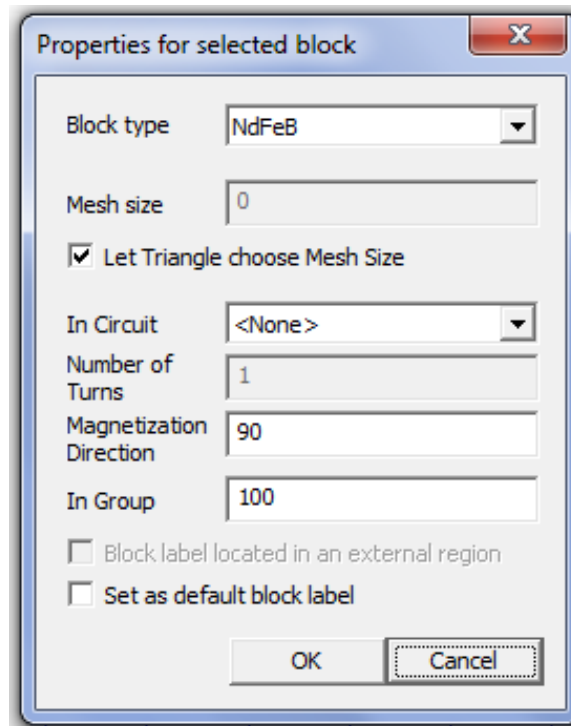 Properties for selected block
Block type NdFeB
Mesh size 0
Let Triangle choose Mesh Size
In Circuit <None>
Number of
Turns 1
Magnetization
Direction 90
In Group 100
Block label located in an external region
Set as default block label
OK Cancel